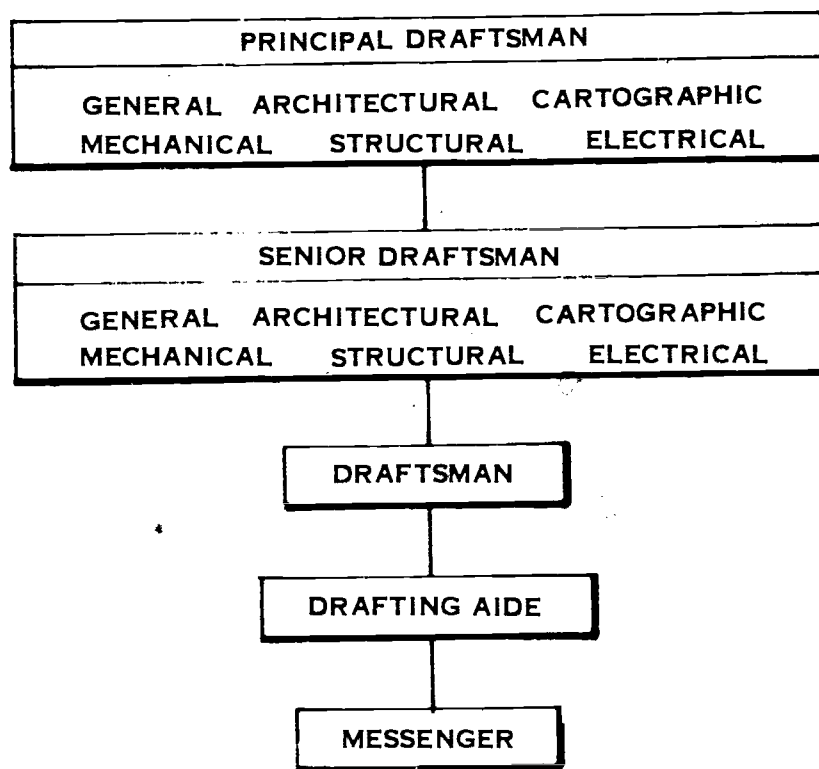 PRINCIPAL DRAFTSMAN
GENERAL ARCHITECTURAL CARTOGRAPHIC
MECHANICAL STRUCTURAL ELECTRICAL
SENIOR DRAFTSMAN
GENERAL ARCHITECTURAL CARTOGRAPHIC
MECHANICAL STRUCTURAL ELECTRICAL
DRAFTSMAN
DRAFTING AIDE
MESSENGER